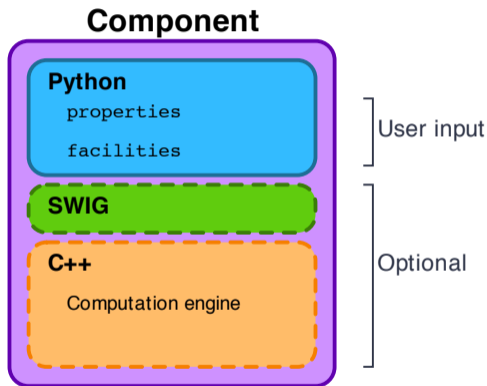 Component
Python
properties
facilities
User input
SWIG
C++
Computation engine
Optional